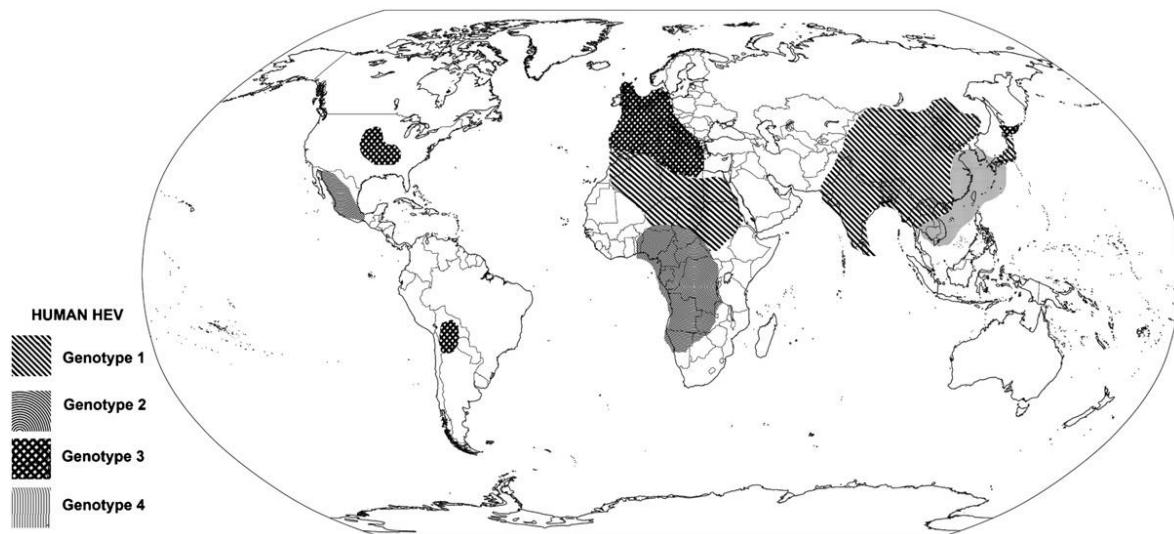 HUMAN HEV
Genotype 1
Genotype 2
Genotype 3
Genotype 4